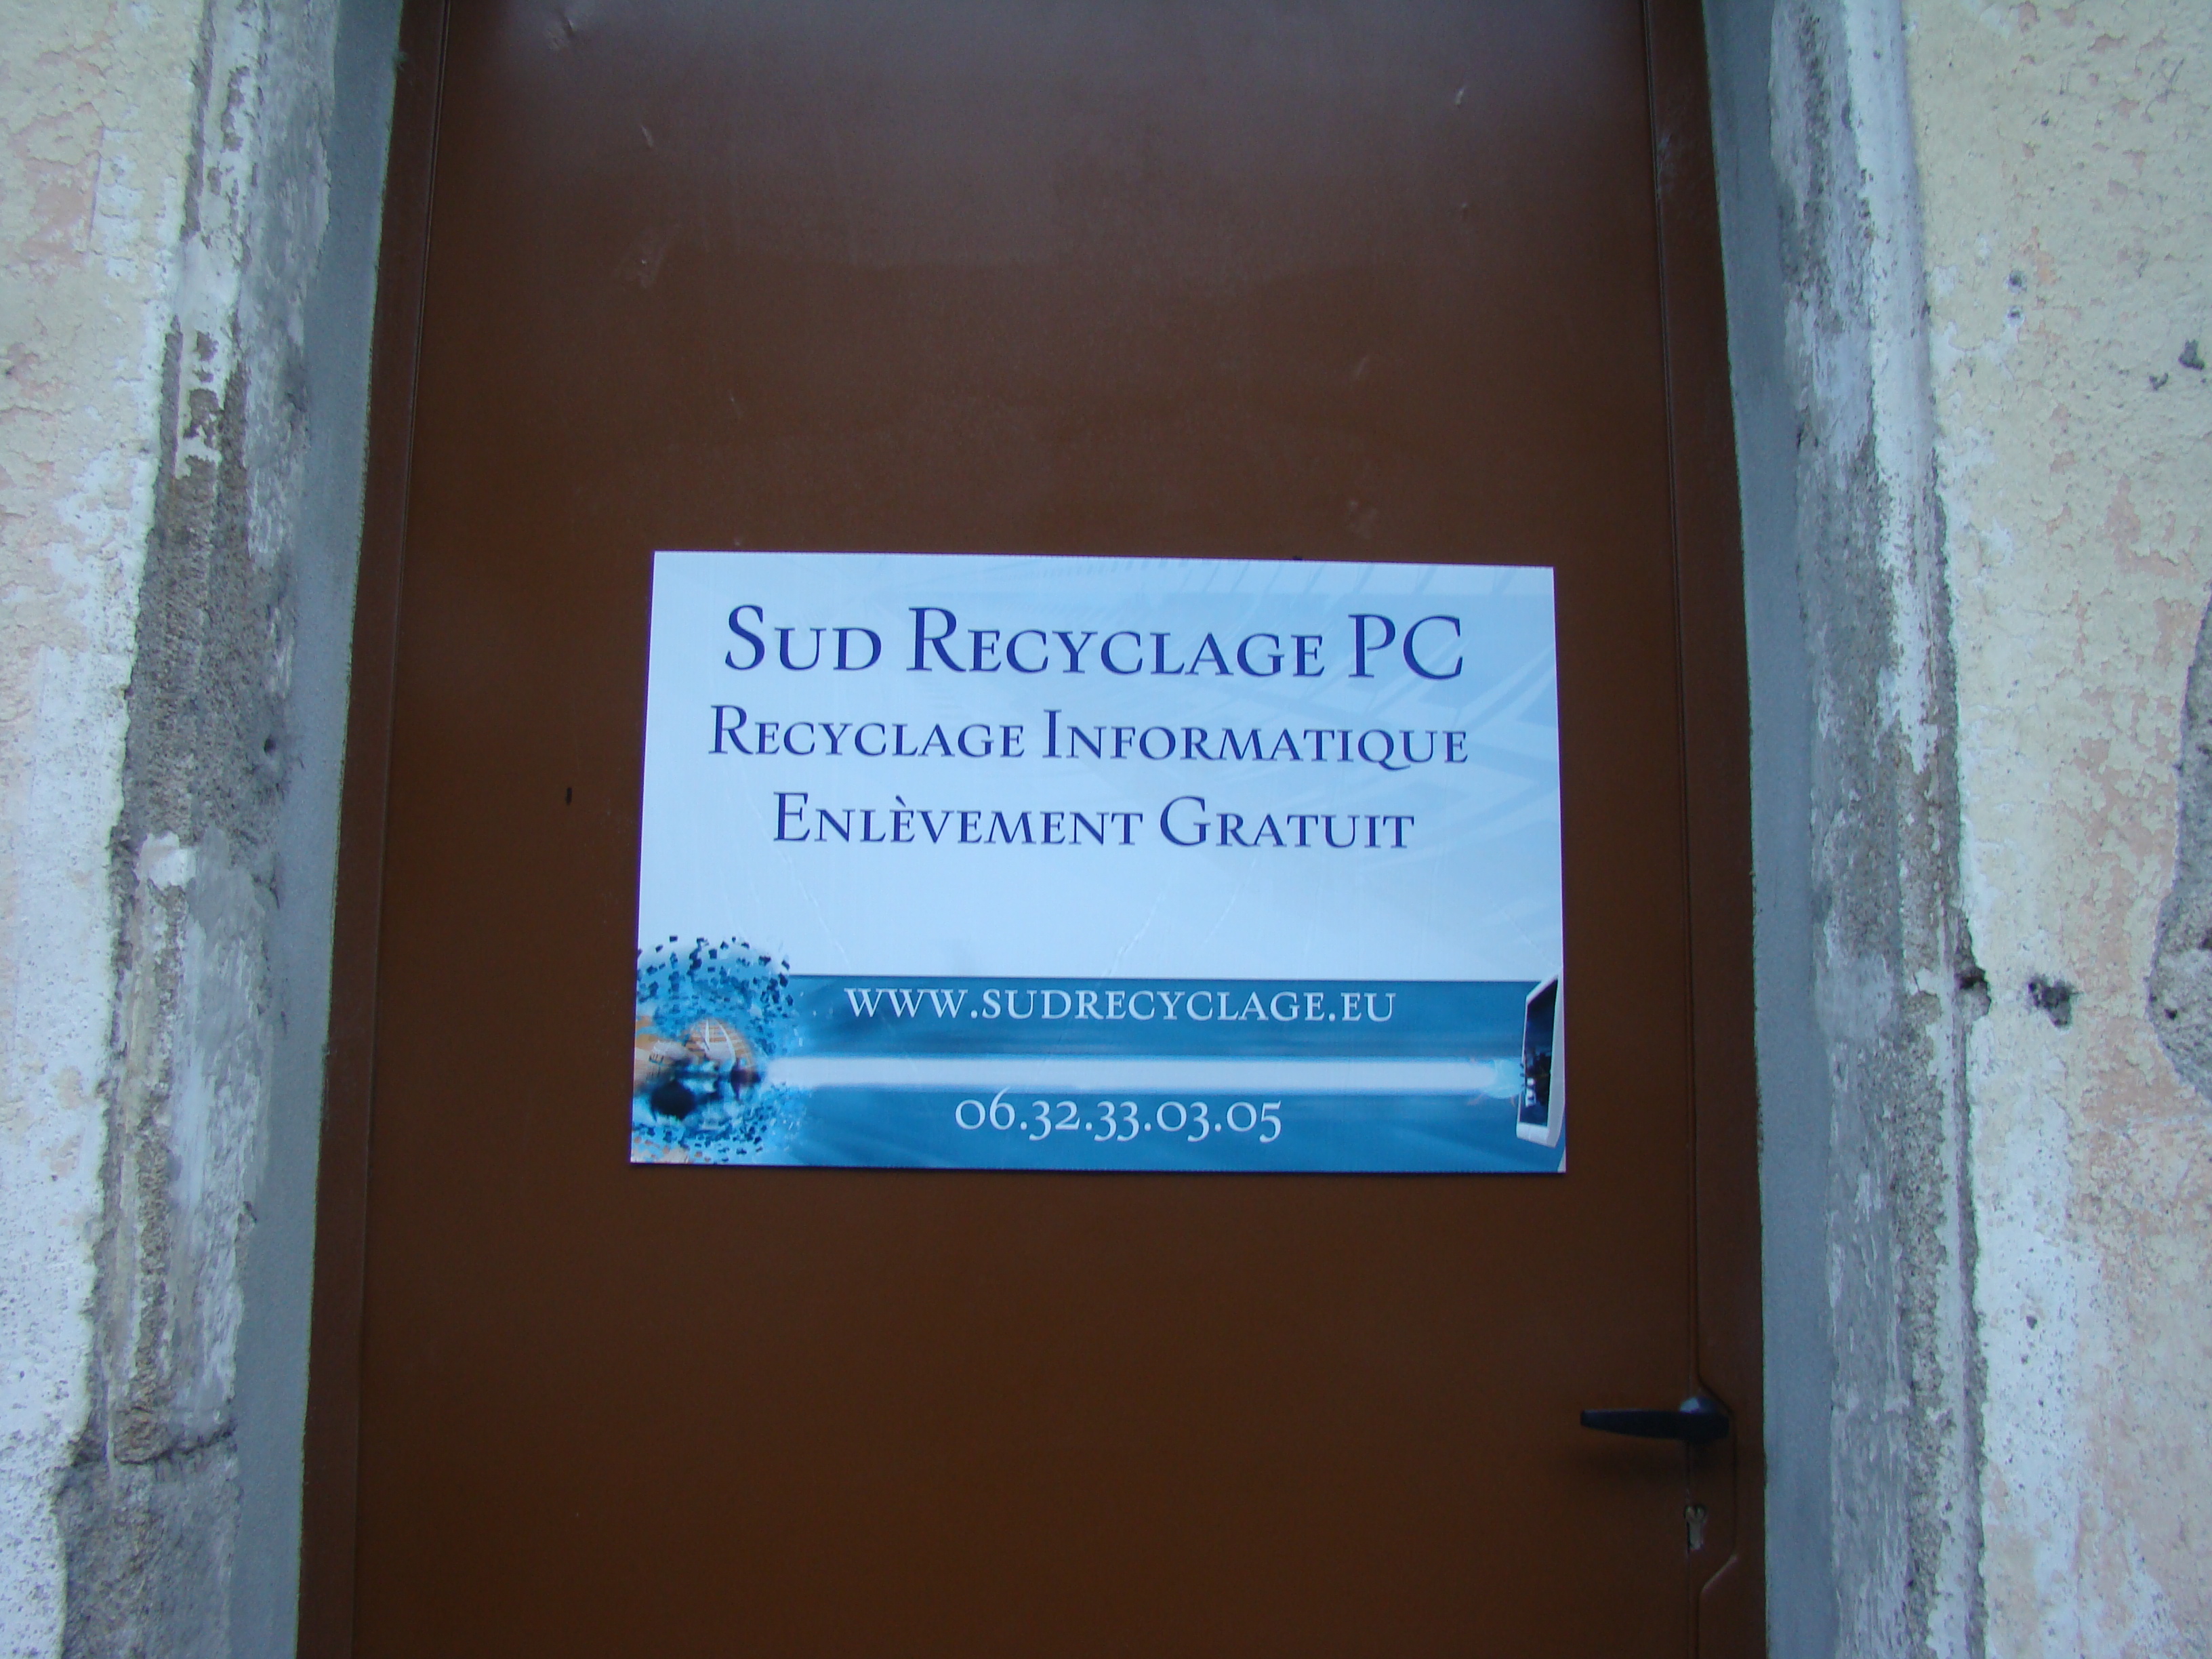 Sud Recyclage PC
Recyclage Informatique
Enlèvement Gratuit
www.sudrecyclage.eu
06.32.33.03.05